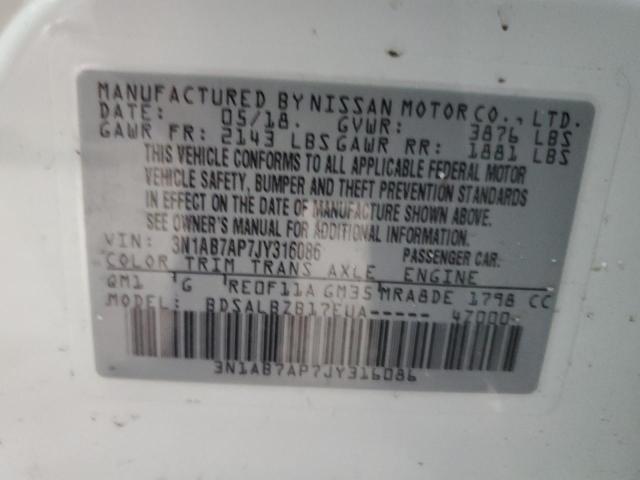 MANUFACTURED BY NISSAN MOTOR CO., LTD.
DATE: 05/18. GVWR: 3876 LBS
GAWR FR: 2143 LBS GAWR RR: 1881 LBS
THIS VEHICLE CONFORMS TO ALL APPLICABLE FEDERAL MOTOR
VEHICLE SAFETY, BUMPER AND THEFT PREVENTION STANDARDS
IN EFFECT ON THE DATE OF MANUFACTURE SHOWN ABOVE.
SEE OWNER'S MANUAL FOR ADDITIONAL INFORMATION.
VIN: 3N1AB7AP7JY316086 PASSENGER CAR.
COLOR TRIM TRANS AXLE ENGINE
QM1 G RE0F11A GM35 MRA8DE 1798 CC
MODEL: BDSALBZB17EUA----- 47000
3N1AB7AP7JY316086